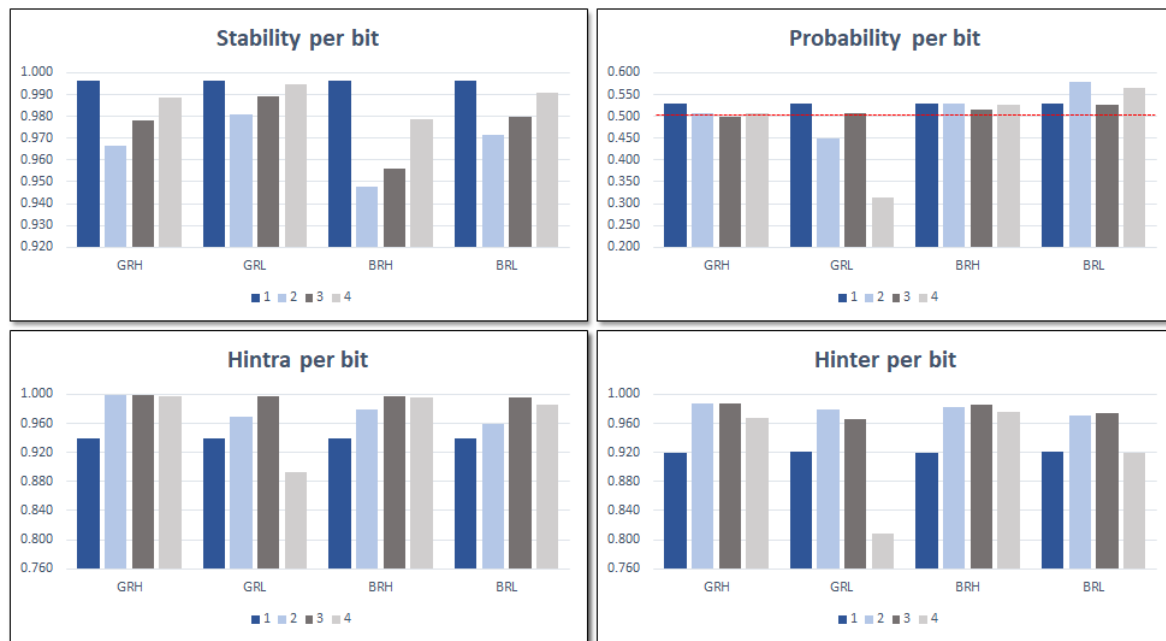 Stability per bit
1.000
0.990
0.980
0.970
0.960
0.950
0.940
0.930
0.920
GRH GRL BRH BRL
1 2 3 4
Probability per bit
0.600
0.550
0.500
0.450
0.400
0.350
0.300
0.250
0.200
GRH GRL BRH BRL
1 2 3 4
Hintra per bit
1.000
0.960
0.920
0.880
0.840
0.800
0.760
GRH GRL BRH BRL
1 2 3 4
Hinter per bit
1.000
0.960
0.920
0.880
0.840
0.800
0.760
GRH GRL BRH BRL
1 2 3 4